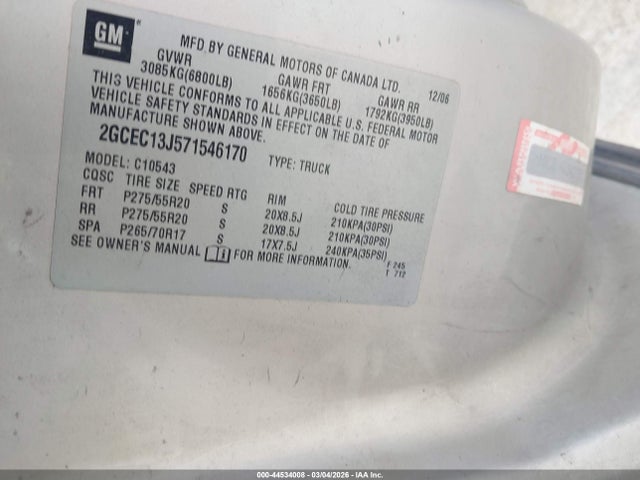 GM
MFD BY GENERAL MOTORS OF CANADA LTD.
12/06
GVWR GAWR FRT GAWR RR
3085KG(6800LB) 1656KG(3650LB) 1792KG(3950LB)
THIS VEHICLE CONFORMS TO ALL APPLICABLE U.S. FEDERAL MOTOR
VEHICLE SAFETY STANDARDS IN EFFECT ON THE DATE OF
MANUFACTURE SHOWN ABOVE.
2GCEC13J571546170
TYPE: TRUCK
MODEL: C10543
CQSC TIRE SIZE SPEED RTG RIM COLD TIRE PRESSURE
FRT P275/55R20 S 20X8.5J 210KPA(30PSI)
RR P275/55R20 S 20X8.5J 210KPA(30PSI)
SPA P265/70R17 S 17X7.5J 240KPA(35PSI)
SEE OWNER'S MANUAL FOR MORE INFORMATION.
F 245
T 712
000-44534008 | 03/04/2026 | IAA Inc.